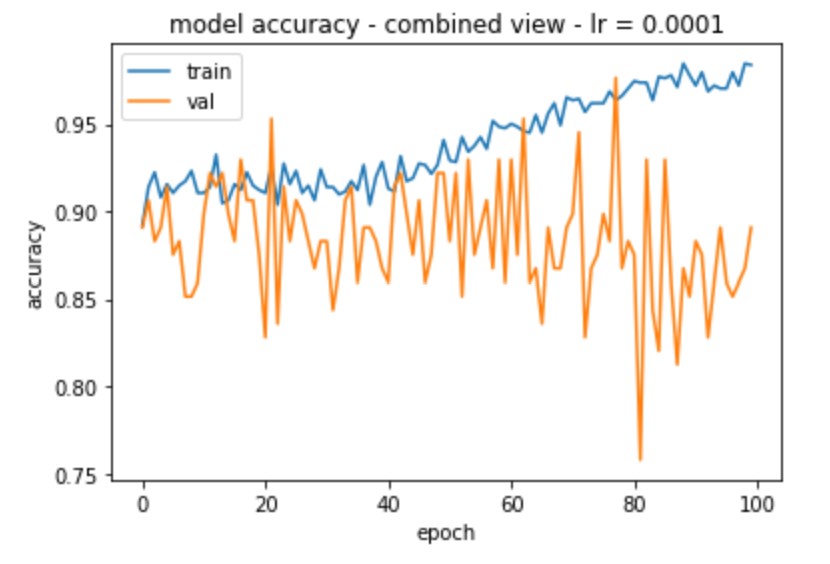 model accuracy - combined view - lr = 0.0001
train
val
0.95
0.90
0.85
0.80
0.75
accuracy
0 20 40 60 80 100
epoch